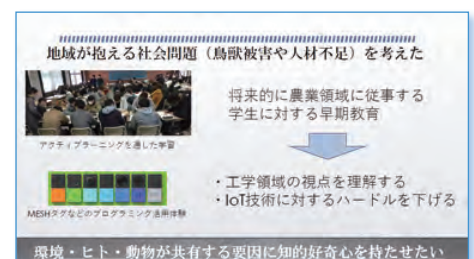 地域が抱える社会問題（鳥獣被害や人材不足）を考えた
将来的に農業領域に従事する
学生に対する早期教育
アクティブラーニングを通した学習
・工学領域の視点を理解する
・IoT技術に対するハードルを下げる
MESHタグなどのプログラミング活用体験
環境・ヒト・動物が共有する要因に知的好奇心を持たせたい